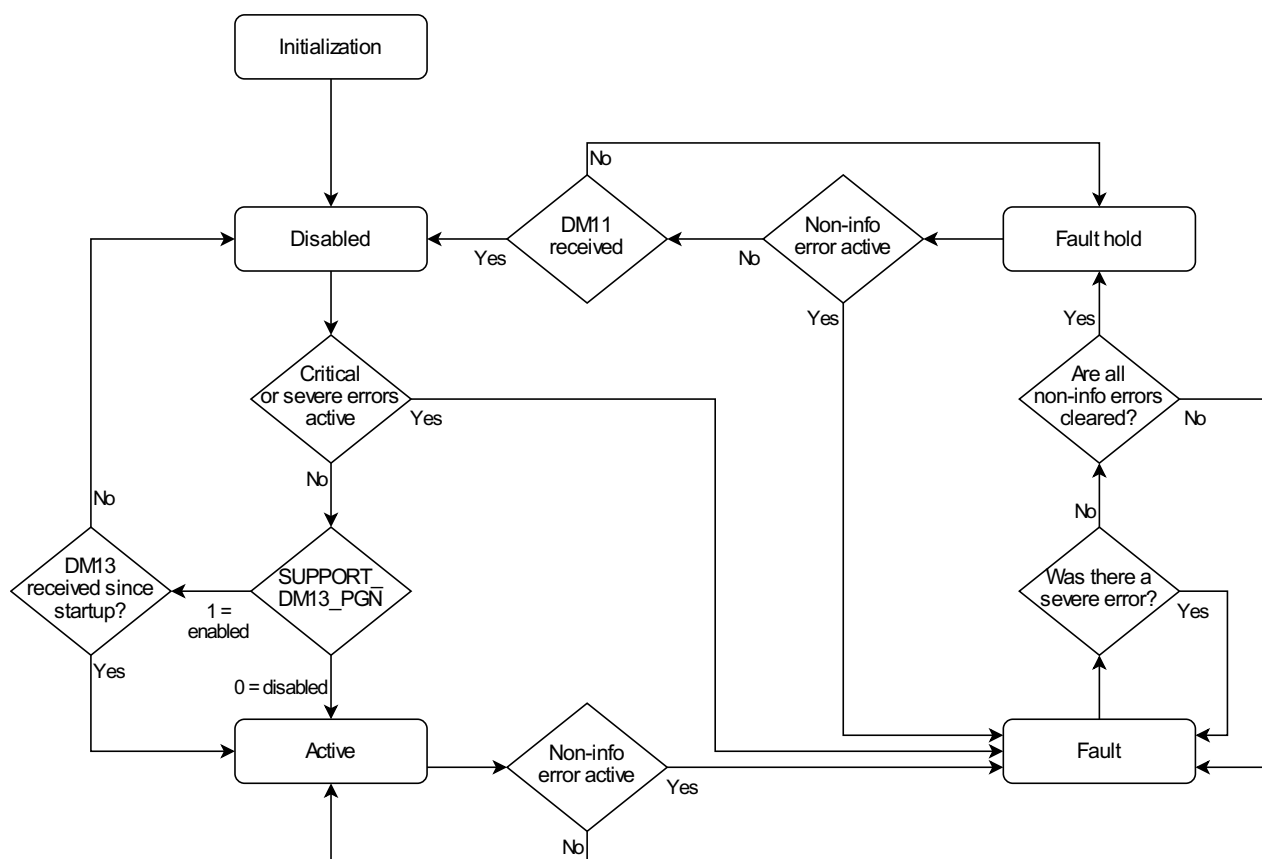 Initialization
No
Disabled
Yes
DM11
received
No
Non-info
error active
Fault hold
Yes
Yes
Critical
or severe errors
active
Yes
Are all
non-info errors
cleared?
No
No
No
No
DM13
received since
startup?
1 =
enabled
SUPPORT_
DM13_PGN
Was there a
severe error?
Yes
Yes
0 = disabled
Active
Non-info
error active
Yes
Fault
No